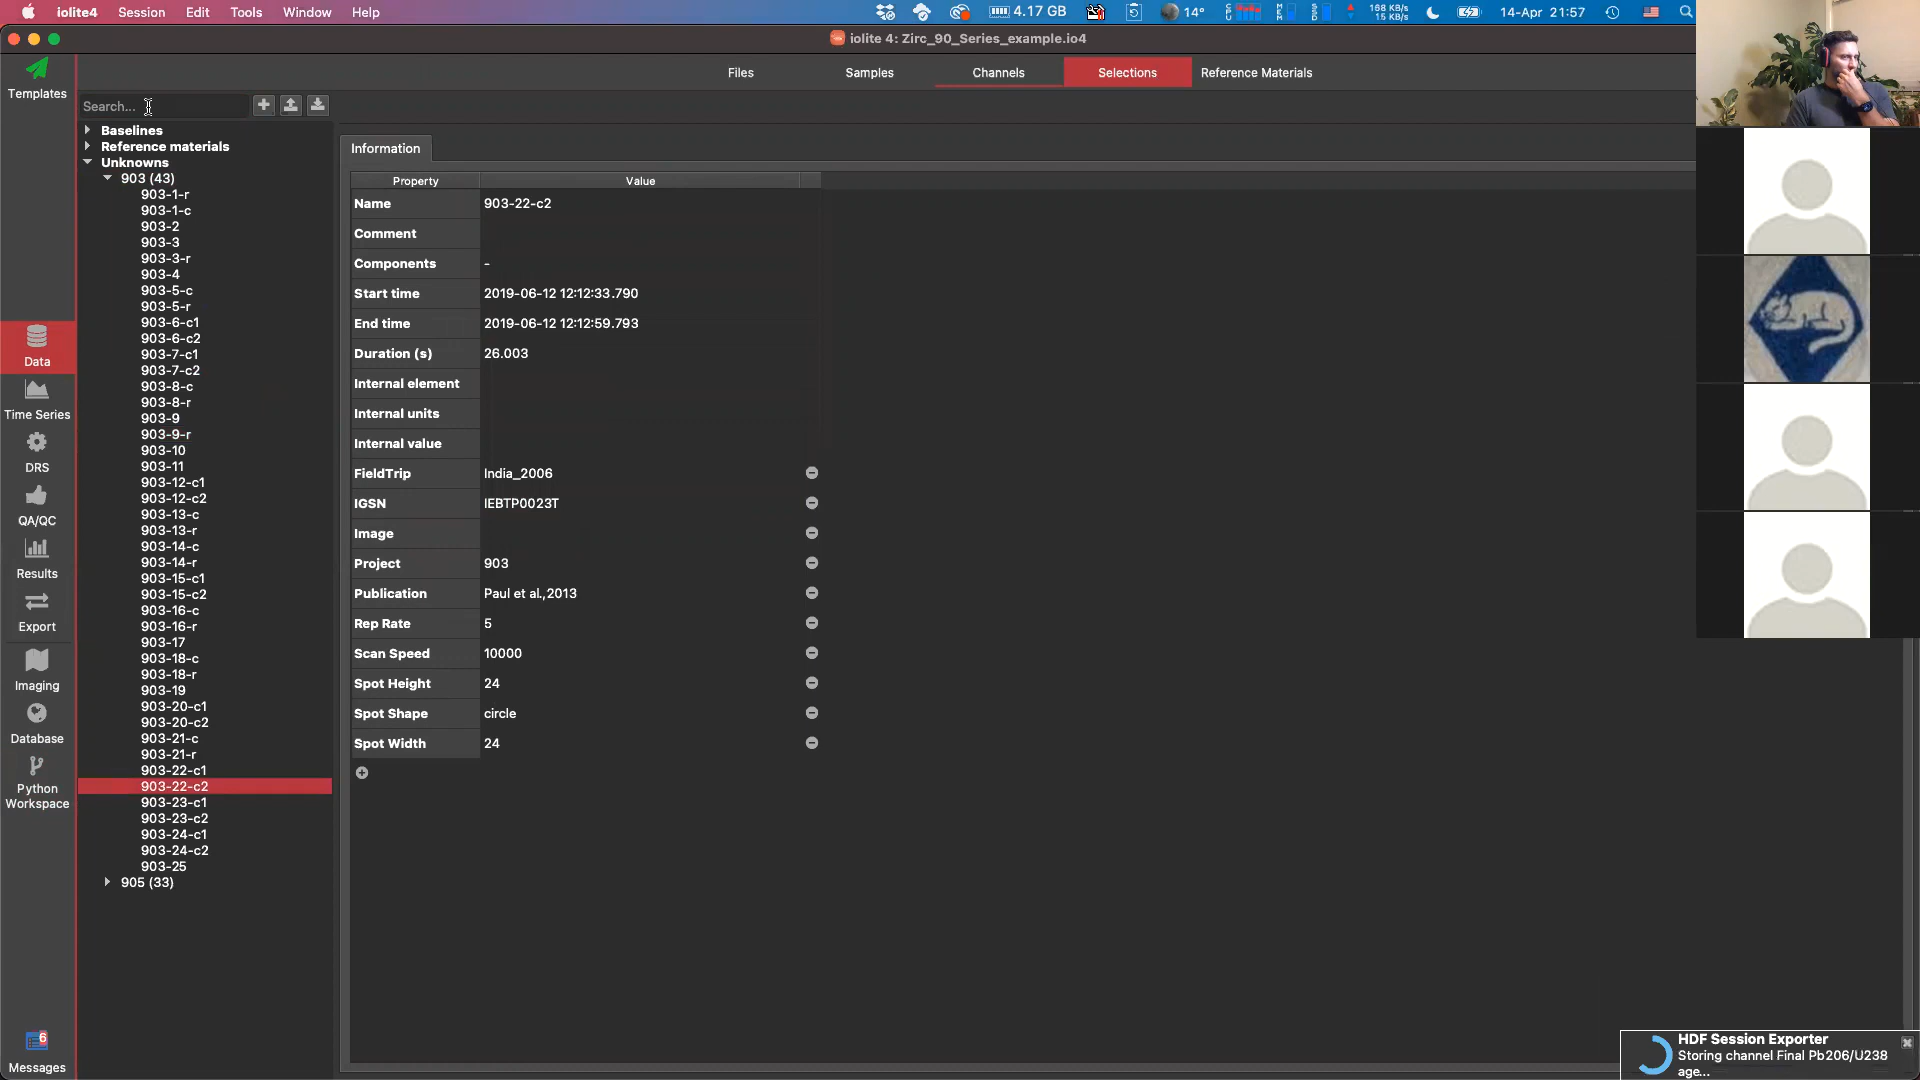 iolite4 Session Edit Tools Window Help 4.17 GB 14° 168 KB/s 15 KB/s 14-Apr 21:57
iolite 4: Zirc_90_Series_example.io4
Templates
Files Samples Channels Selections Reference Materials
Search...
Baselines
Reference materials
Unknowns
903 (43)
903-1-r
903-1-c
903-2
903-3
903-3-r
903-4
903-5-c
903-5-r
903-6-c1
903-6-c2
903-7-c1
903-7-c2
903-8-c
903-8-r
903-9
903-9-r
903-10
903-11
903-12-c1
903-12-c2
903-13-c
903-13-r
903-14-c
903-14-r
903-15-c1
903-15-c2
903-16-c
903-16-r
903-17
903-18-c
903-18-r
903-19
903-20-c1
903-20-c2
903-21-c
903-21-r
903-22-c1
903-22-c2
903-23-c1
903-23-c2
903-24-c1
903-24-c2
903-25
905 (33)
Data
Time Series
DRS
QA/QC
Results
Export
Imaging
Database
Python
Workspace
6
Messages
Information
Property Value
Name 903-22-c2
Comment
Components -
Start time 2019-06-12 12:12:33.790
End time 2019-06-12 12:12:59.793
Duration (s) 26.003
Internal element
Internal units
Internal value
FieldTrip India_2006
IGSN IEBTP0023T
Image
Project 903
Publication Paul et al.,2013
Rep Rate 5
Scan Speed 10000
Spot Height 24
Spot Shape circle
Spot Width 24
HDF Session Exporter
Storing channel Final Pb206/U238
age...